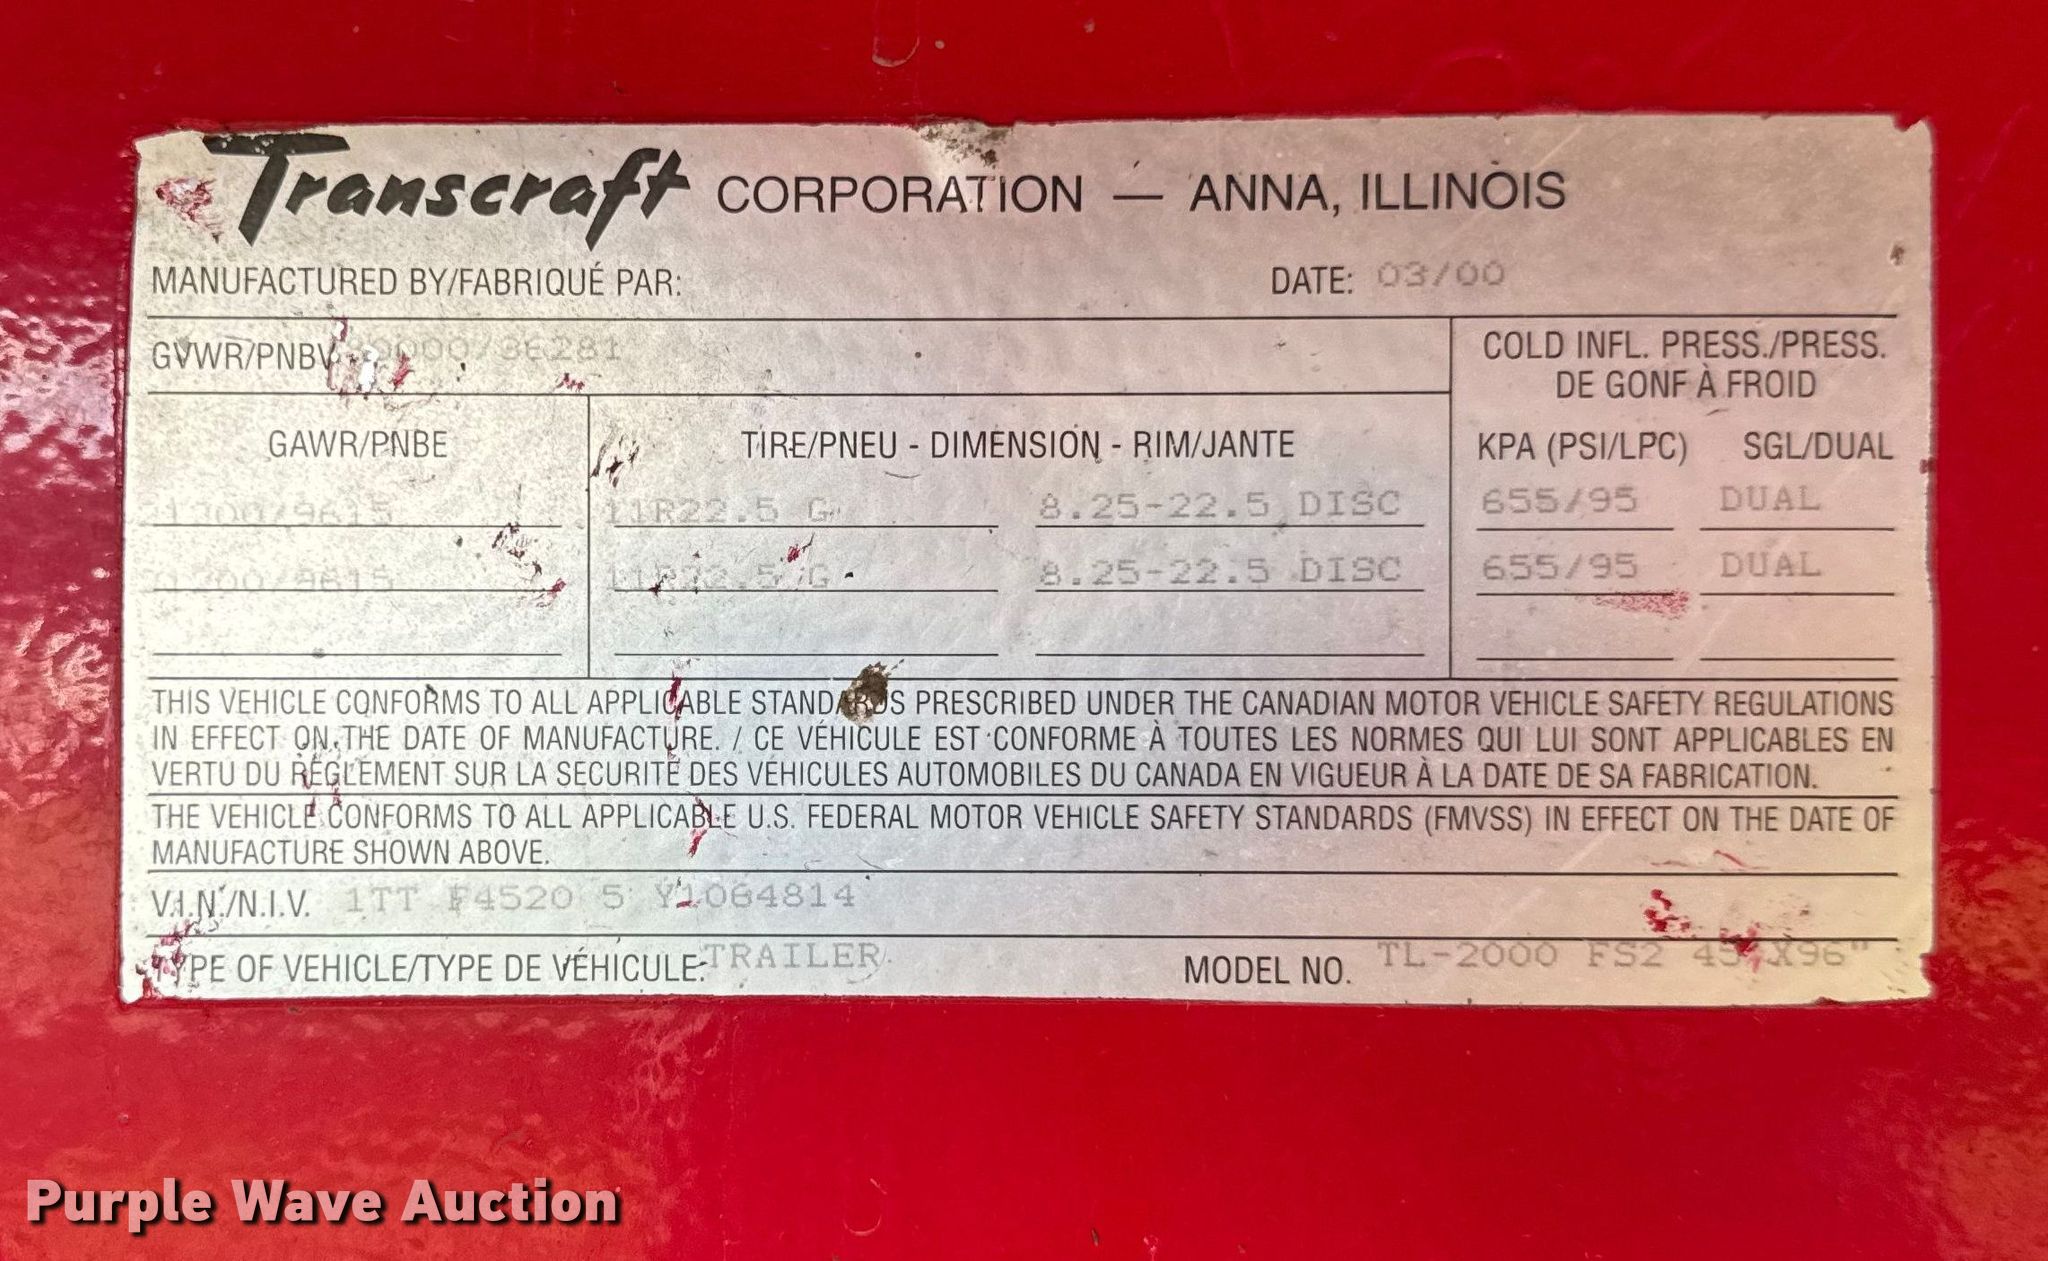 Transcraft CORPORATION — ANNA, ILLINOIS
MANUFACTURED BY/FABRIQUÉ PAR: DATE: 03/00
GVWR/PNBV
COLD INFL. PRESS./PRESS.
DE GONF À FROID
GAWR/PNBE TIRE/PNEU - DIMENSION - RIM/JANTE KPA (PSI/LPC) SGL/DUAL
11R22.5 G 8.25-22.5 DISC 655/95 DUAL
11R22.5 G 8.25-22.5 DISC 655/95 DUAL
THIS VEHICLE CONFORMS TO ALL APPLICABLE STANDARDS PRESCRIBED UNDER THE CANADIAN MOTOR VEHICLE SAFETY REGULATIONS
IN EFFECT ON THE DATE OF MANUFACTURE. / CE VÉHICULE EST CONFORME À TOUTES LES NORMES QUI LUI SONT APPLICABLES EN
VERTU DU RÉGLEMENT SUR LA SECURITÉ DES VÉHICULES AUTOMOBILES DU CANADA EN VIGUEUR À LA DATE DE SA FABRICATION.
THE VEHICLE CONFORMS TO ALL APPLICABLE U.S. FEDERAL MOTOR VEHICLE SAFETY STANDARDS (FMVSS) IN EFFECT ON THE DATE OF
MANUFACTURE SHOWN ABOVE.
V.I.N./N.I.V. 1TT F4520 5 Y1064814
TYPE OF VEHICLE/TYPE DE VÉHICULE: TRAILER MODEL NO. TL-2000 FS2 X96"
Purple Wave Auction